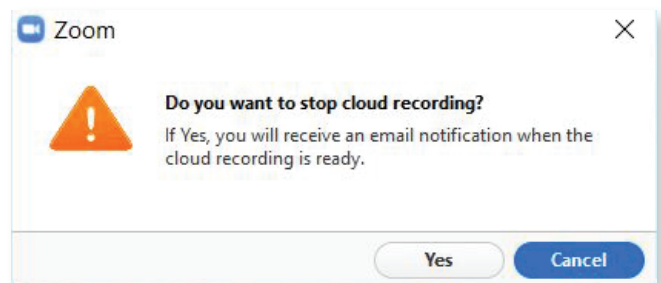 Zoom
Do you want to stop cloud recording?
If Yes, you will receive an email notification when the
cloud recording is ready.
Yes
Cancel